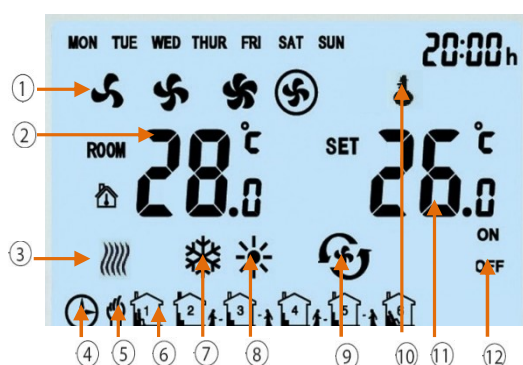 MON TUE WED THUR FRI SAT SUN 20:00h
①
② ROOM 28.0 °C SET 26.0 °C
③
ON
OFF
1 2 3 4 5 6
④ ⑤ ⑥ ⑦ ⑧ ⑨ ⑩ ⑪ ⑫